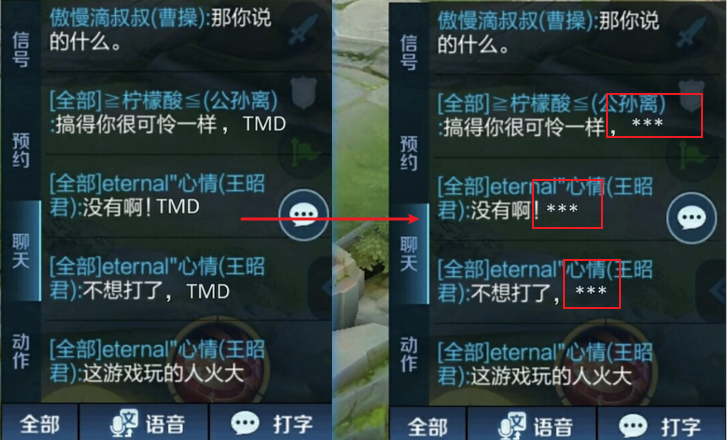 傲慢滴叔叔(曹操):那你说
的什么。
信号
[全部]≧柠檬酸≦(公孙离)
:搞得你很可怜一样，TMD
预约
[全部]eternal"心情(王昭
君):没有啊!TMD
聊天
[全部]eternal"心情(王昭
君):不想打了，TMD
动作
[全部]eternal"心情(王昭
君):这游戏玩的人火大
全部 语音 打字
傲慢滴叔叔(曹操):那你说
的什么。
信号
[全部]≧柠檬酸≦(公孙离)
:搞得你很可怜一样，***
预约
[全部]eternal"心情(王昭
君):没有啊!***
聊天
[全部]eternal"心情(王昭
君):不想打了，***
动作
[全部]eternal"心情(王昭
君):这游戏玩的人火大
全部 语音 打字